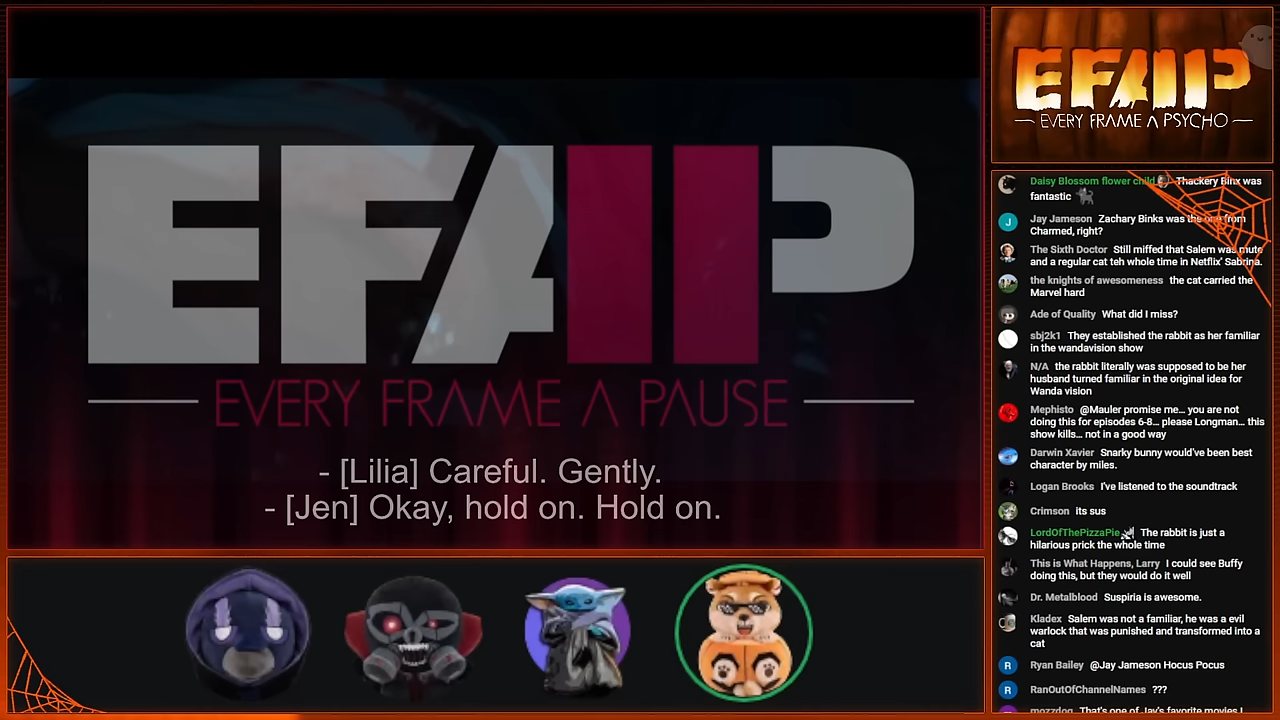 EFAP
EVERY FRAME A PAUSE
- [Lilia] Careful. Gently.
- [Jen] Okay, hold on. Hold on.
EFAP
EVERY FRAME A PSYCHO
Daisy Blossom flower child Thackery Binx was
fantastic
Jay Jameson Zachary Binks was the one from
Charmed, right?
The Sixth Doctor Still miffed that Salem was mute
and a regular cat teh whole time in Netflix' Sabrina.
the knights of awesomeness the cat carried the
Marvel hard
Ade of Quality What did I miss?
sbj2k1 They established the rabbit as her familiar
in the wandavision show
N/A the rabbit literally was supposed to be her
husband turned familiar in the original idea for
Wanda vision
Mephisto @Mauler promise me... you are not
doing this for episodes 6-8... please Longman... this
show kills... not in a good way
Darwin Xavier Snarky bunny would've been best
character by miles.
Logan Brooks I've listened to the soundtrack
Crimson its sus
LordOfThePizzaPie The rabbit is just a
hilarious prick the whole time
This is What Happens, Larry I could see Buffy
doing this, but they would do it well
Dr. Metalblood Suspiria is awesome.
Kladex Salem was not a familiar, he was a evil
warlock that was punished and transformed into a
cat
Ryan Bailey @Jay Jameson Hocus Pocus
RanOutOfChannelNames ???
mozzdog That's one of Jay's favorite movies I
J
R
R